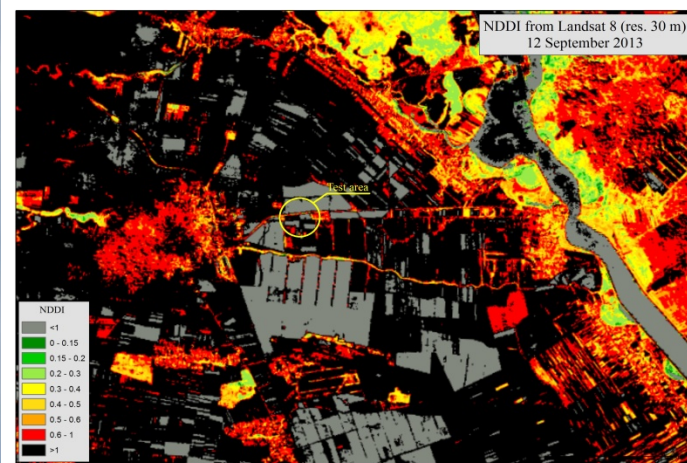 NDDI from Landsat 8 (res. 30 m)
12 September 2013
Test area
NDDI
<1
0 - 0.15
0.15 - 0.2
0.2 - 0.3
0.3 - 0.4
0.4 - 0.5
0.5 - 0.6
0.6 - 1
>1